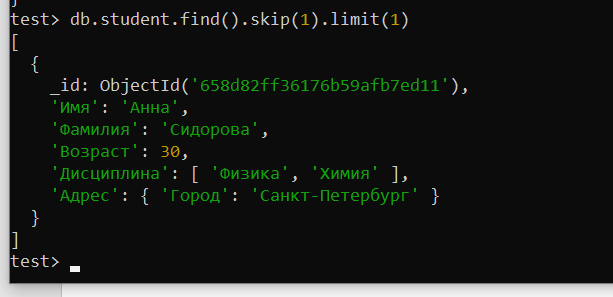 test> db.student.find().skip(1).limit(1)
[
  {
    _id: ObjectId('658d82ff36176b59afb7ed11'),
    'Имя': 'Анна',
    'Фамилия': 'Сидорова',
    'Возраст': 30,
    'Дисциплина': [ 'Физика', 'Химия' ],
    'Адрес': { 'Город': 'Санкт-Петербург' }
  }
]
test>